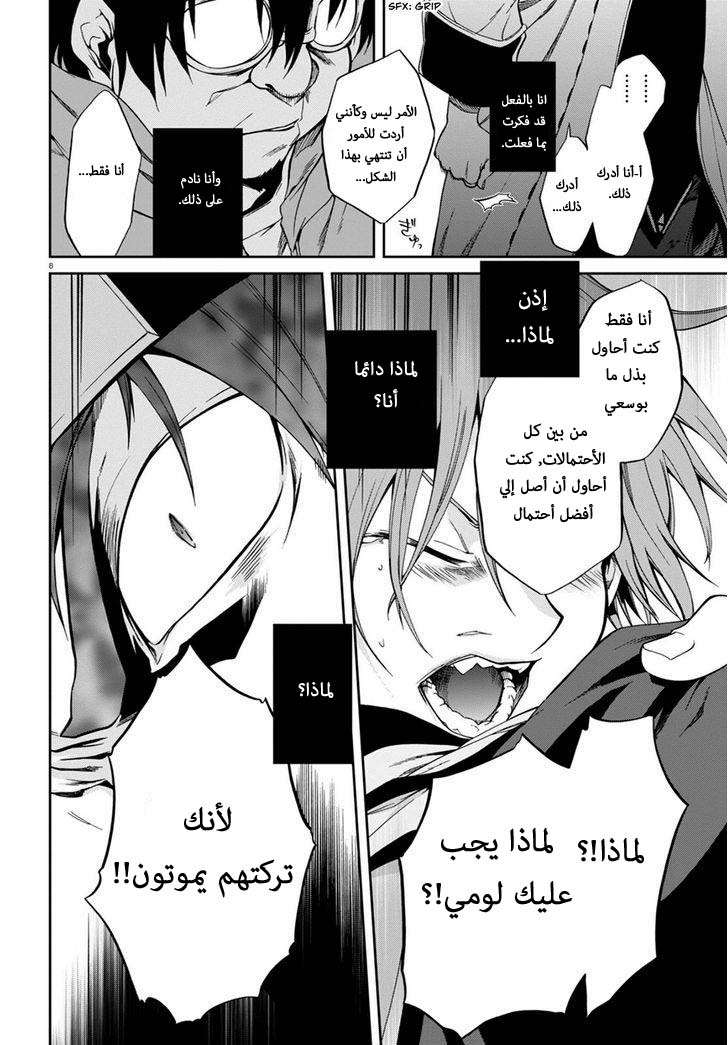 SFX: GRIP
..........
أ-أنا أدرك
ذلك.
أدرك
ذلك...
انا بالفعل
قد فكرت
بما فعلت.
الأمر ليس وكأنني
أردت للأمور
أن تنتهي بهذا
الشكل...
وأنا نادم
على ذلك.
أنا فقط...
8
أنا فقط
كنت أحاول
بذل ما
بوسعي
من بين كل
الأحتمالات, كنت
أحاول أن أصل إلي
أفضل أحتمال
إذن
لماذا...
لماذا دائما
أنا؟
لماذا!؟
لماذا يجب
عليك لومي!؟
لماذا؟
لأنك
تركتهم يموتون!!